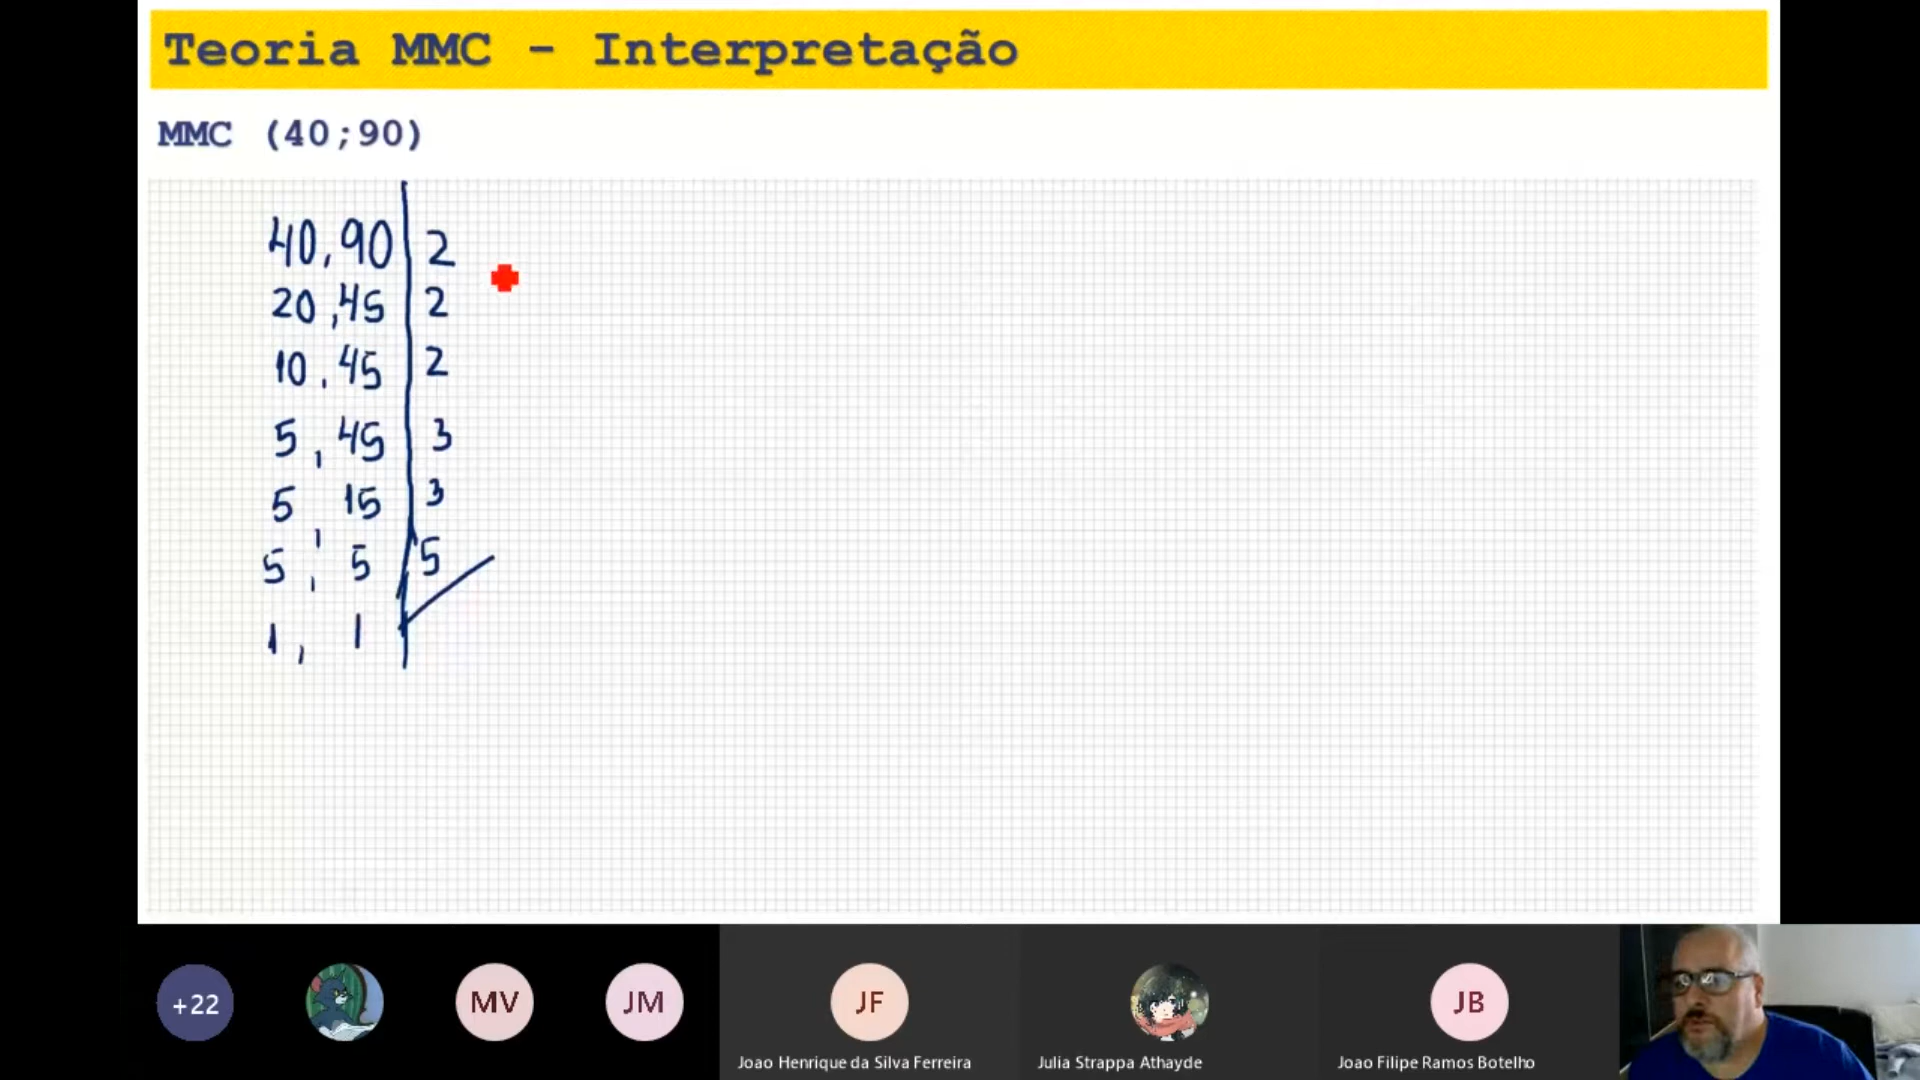 Teoria MMC - Interpretação
MMC (40;90)
40,90 2
20,45 2
10,45 2
5,45 3
5,15 3
5,5 5
1,1
+22
MV
JM
JF
JB
Joao Henrique da Silva Ferreira
Julia Strappa Athayde
Joao Filipe Ramos Botelho